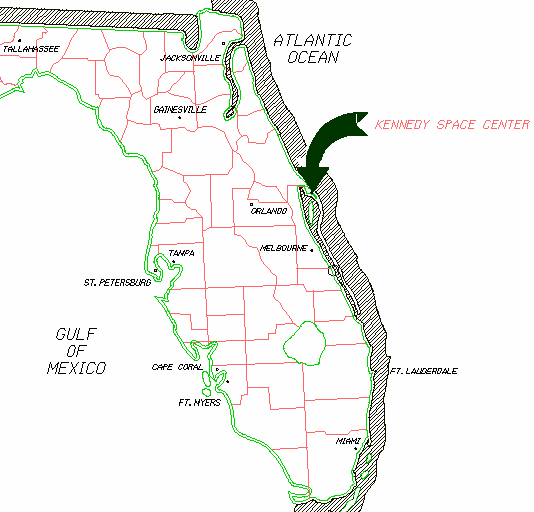 ATLANTIC
OCEAN
TALLAHASSEE
JACKSONVILLE
GAINESVILLE
KENNEDY SPACE CENTER
ORLANDO
MELBOURNE
TAMPA
ST. PETERSBURG
GULF
OF
MEXICO
CAPE CORAL
FT. LAUDERDALE
FT. MYERS
MIAMI